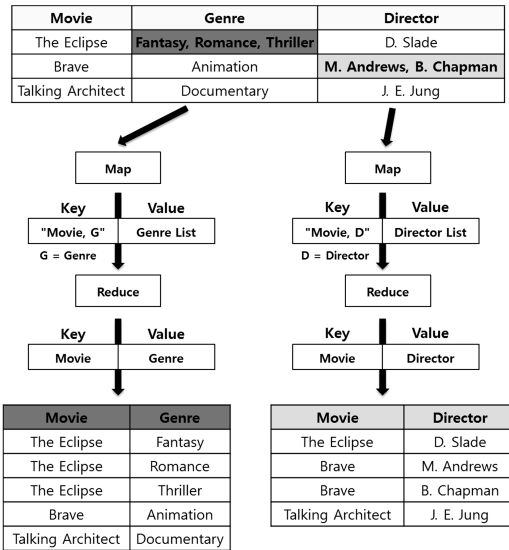 Movie Genre Director
The Eclipse Fantasy, Romance, Thriller D. Slade
Brave Animation M. Andrews, B. Chapman
Talking Architect Documentary J. E. Jung
Map
Key Value
"Movie, G" Genre List
G = Genre
Reduce
Key Value
Movie Genre
Movie Genre
The Eclipse Fantasy
The Eclipse Romance
The Eclipse Thriller
Brave Animation
Talking Architect Documentary
Map
Key Value
"Movie, D" Director List
D = Director
Reduce
Key Value
Movie Director
Movie Director
The Eclipse D. Slade
Brave M. Andrews
Brave B. Chapman
Talking Architect J. E. Jung